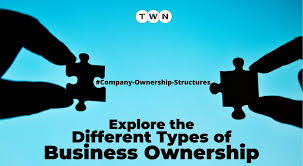 TWN
#Company-Ownership-Structures
Explore the
Different Types of
Business Ownership